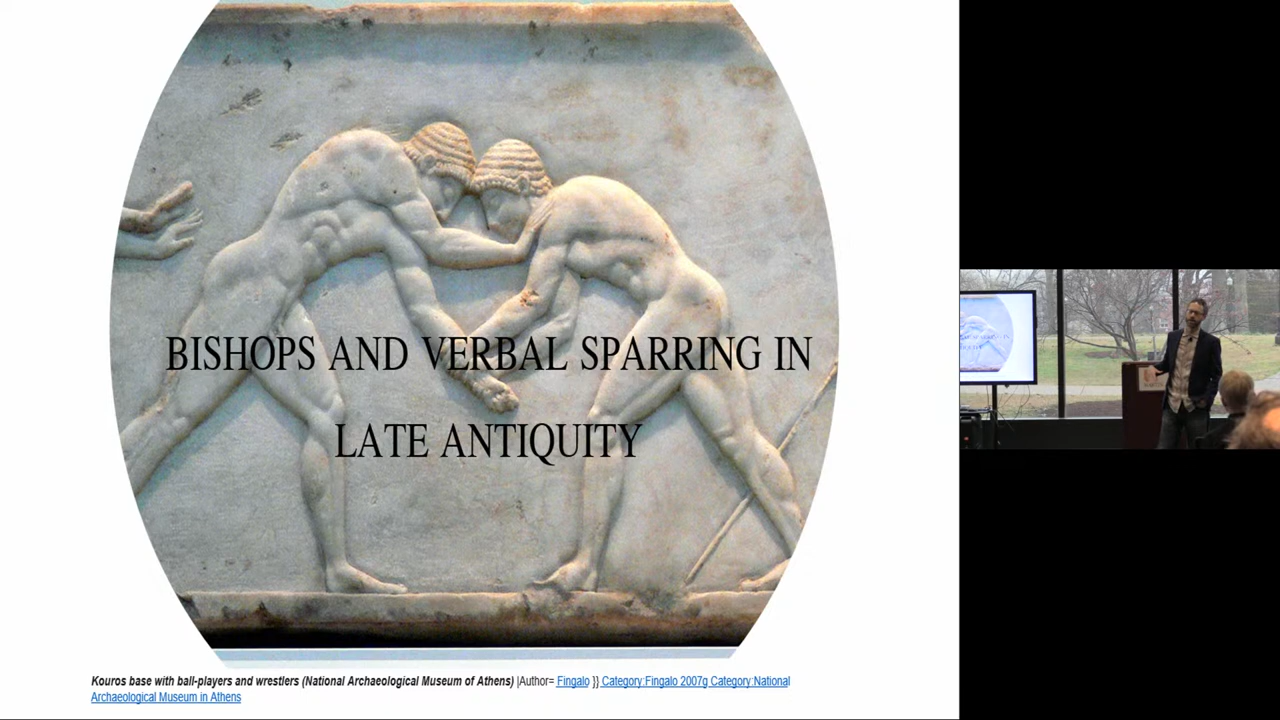 BISHOPS AND VERBAL SPARRING IN
LATE ANTIQUITY
Kouros base with ball-players and wrestlers (National Archaeological Museum of Athens) |Author= Fingalo }} Category:Fingalo 2007g Category:National
Archaeological Museum in Athens